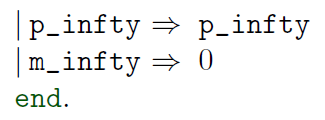 | p_infty ⇒ p_infty
| m_infty ⇒ 0
end.